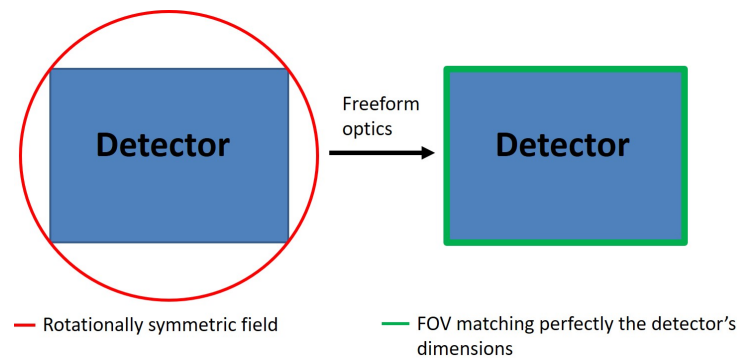 Detector
Freeform
optics
Detector
Rotationally symmetric field
FOV matching perfectly the detector's
dimensions